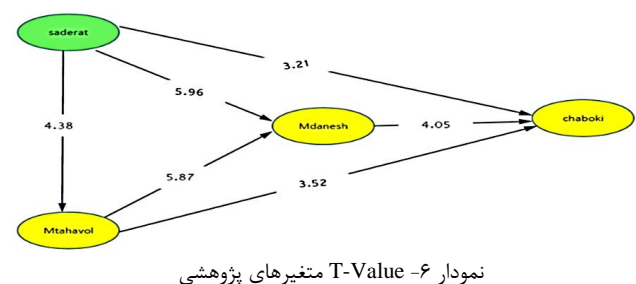 saderat
3.21
5.96
4.38
Mdanesh
4.05
chaboki
5.87
3.52
Mtahavol
نمودار ۶- T-Value متغیرهای پژوهشی